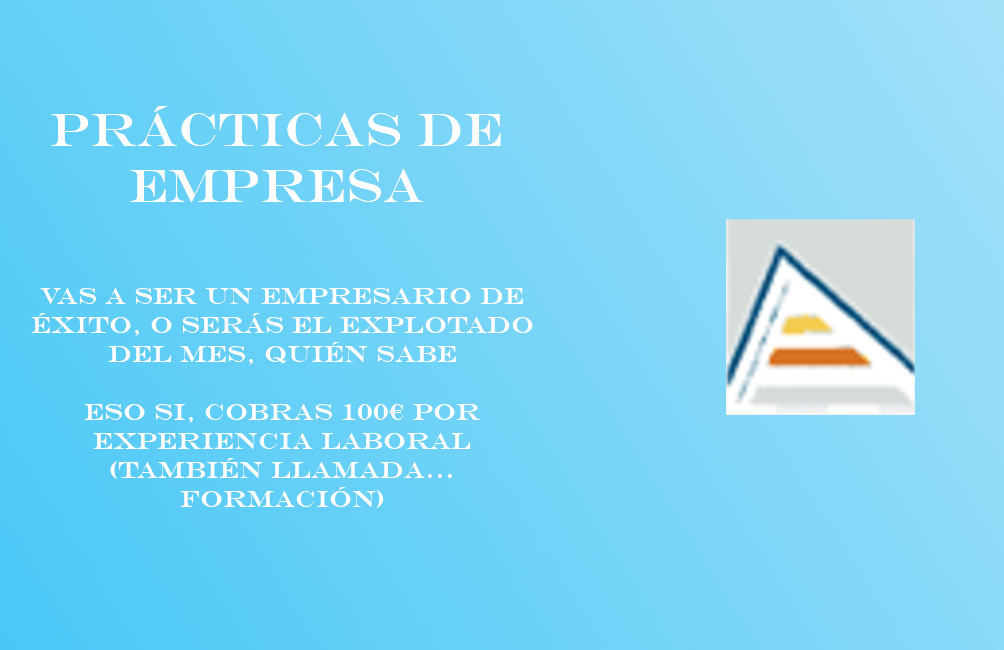 PRÁCTICAS DE
EMPRESA
VAS A SER UN EMPRESARIO DE
ÉXITO, O SERÁS EL EXPLOTADO
DEL MES, QUIÉN SABE
ESO SI, COBRAS 100€ POR
EXPERIENCIA LABORAL
(TAMBIÉN LLAMADA...
FORMACIÓN)